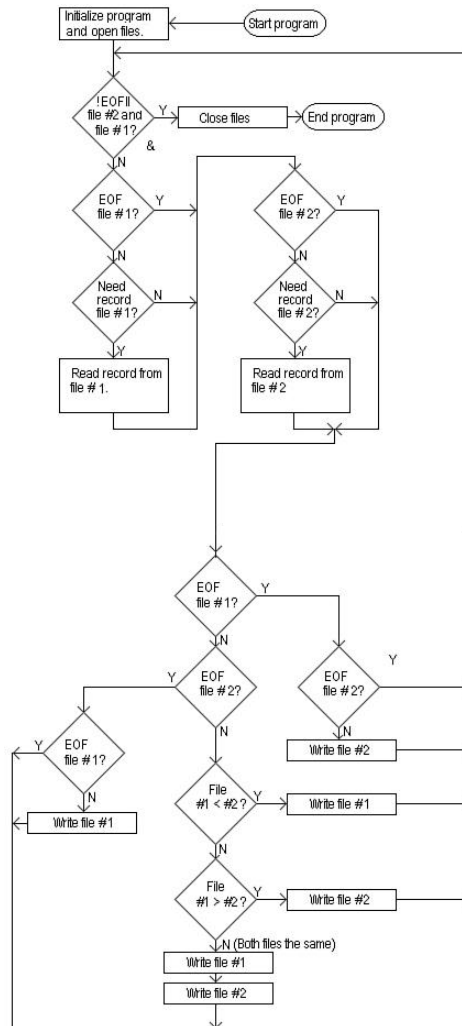 Initialize program
and open files.
Start program
!EOF||
file #2 and
file #1?
Y
Close files
End program
&
N
EOF
file #1?
Y
EOF
file #2?
Y
N
N
Need
record
file #1?
N
Need
record
file #2?
N
Y
Y
Read record from
file #1.
Read record from
file #2
EOF
file #1?
Y
N
Y
EOF
file #2?
EOF
file #2?
Y
Y
EOF
file #1?
N
N
Write file #2
N
Write file #1
File
#1 < #2?
Y
Write file #1
N
File
#1 > #2?
Y
Write file #2
N (Both files the same)
Write file #1
Write file #2